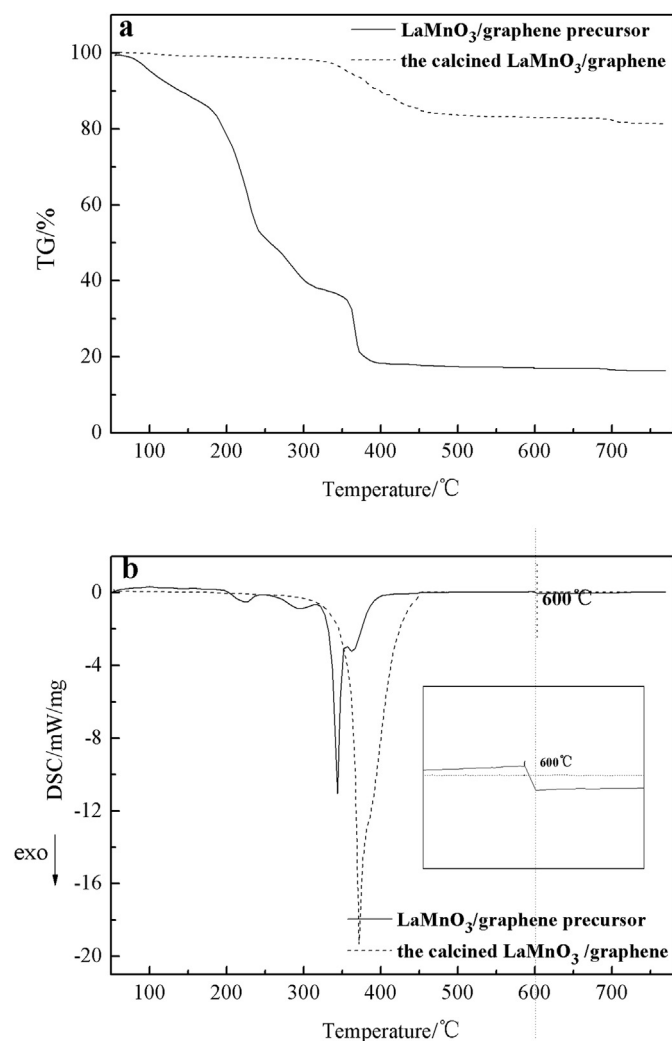 a
LaMnO₃/graphene precursor
the calcined LaMnO₃/graphene
100
80
60
40
20
0
TG/%
100 200 300 400 500 600 700
Temperature/℃
b
0
-4
-8
-12
-16
-20
DSC/mW/mg
exo
600℃
600℃
LaMnO₃/graphene precursor
the calcined LaMnO₃ /graphene
100 200 300 400 500 600 700
Temperature/℃